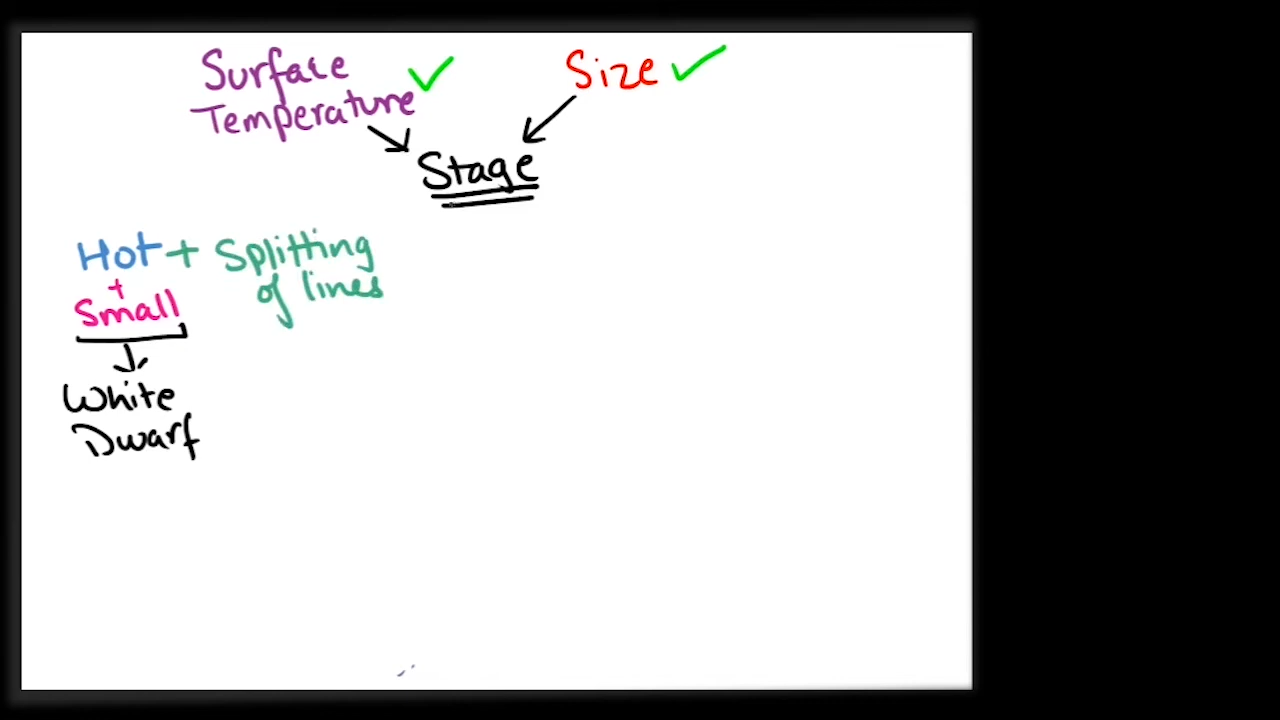 Surface
Temperature
Size
Stage
Hot + Splitting
of lines
+
Small
White
Dwarf